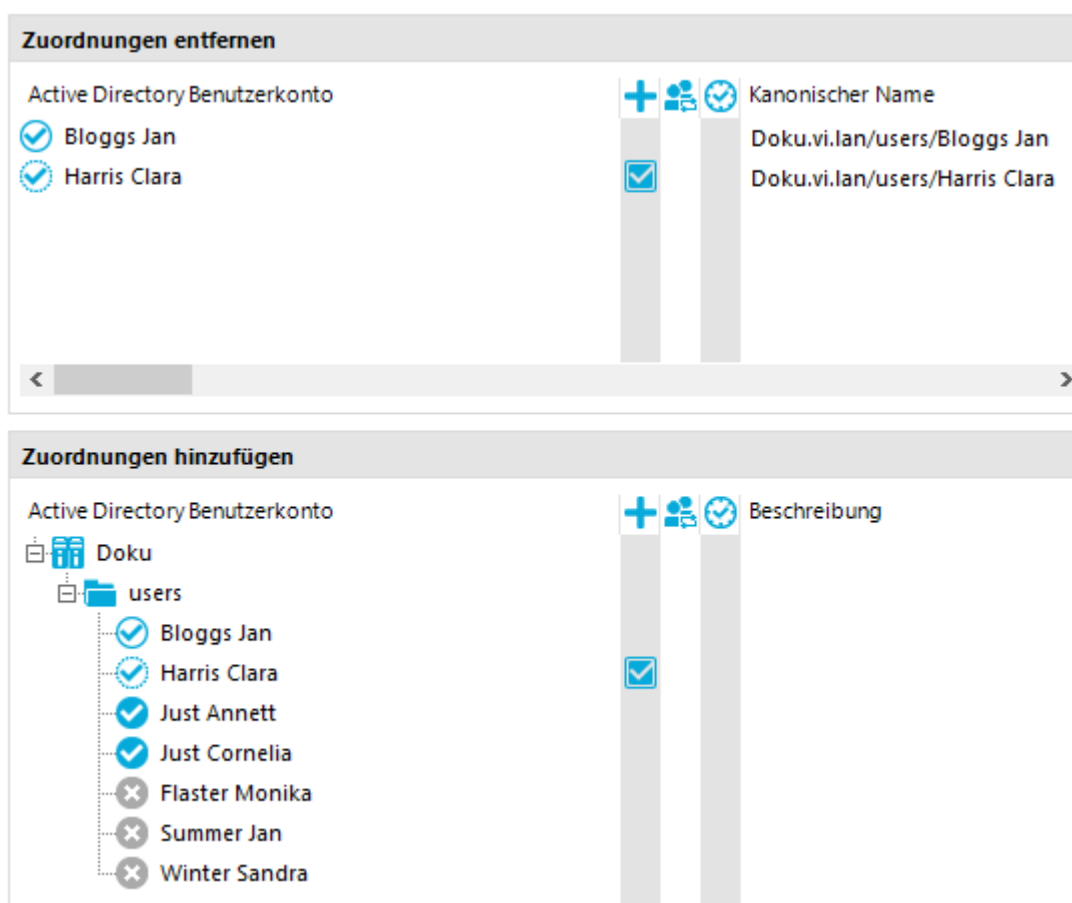 Zuordnungen entfernen
Active Directory Benutzerkonto Kanonischer Name
Bloggs Jan Doku.vi.lan/users/Bloggs Jan
Harris Clara Doku.vi.lan/users/Harris Clara
Zuordnungen hinzufügen
Active Directory Benutzerkonto Beschreibung
Doku
users
Bloggs Jan
Harris Clara
Just Annett
Just Cornelia
Flaster Monika
Summer Jan
Winter Sandra